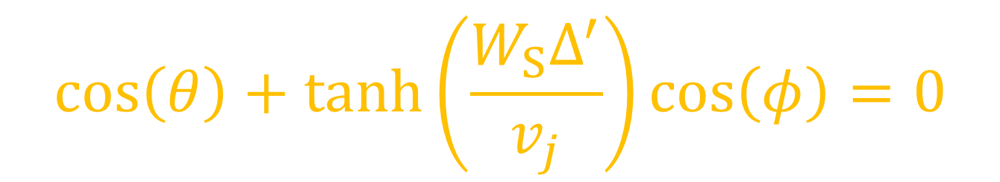 cos(θ) + tanh(W_S Δ′ / v_j) cos(ϕ) = 0